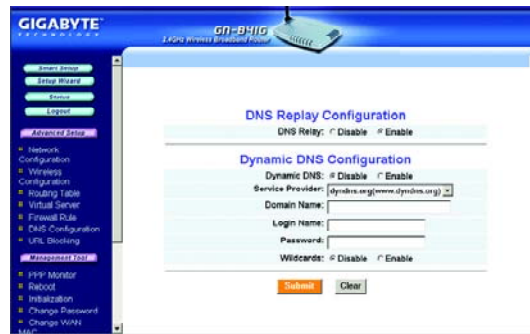 GIGABYTE
TECHNOLOGY
GN-B41G
2.4GHz Wireless Broadband Router
Smart Setup
Setup Wizard
Status
Logout
Advanced Setup
Network
Configuration
Wireless
Configuration
Routing Table
Virtual Server
Firewall Rule
DNS Configuration
URL Blocking
Management Tool
PPP Monitor
Reboot
Initialization
Change Password
Change WAN
MAC
DNS Replay Configuration
DNS Relay: Disable Enable
Dynamic DNS Configuration
Dynamic DNS: Disable Enable
Service Provider: dyndns.org(www.dyndns.org)
Domain Name:
Login Name:
Password:
Wildcards: Disable Enable
Submit Clear